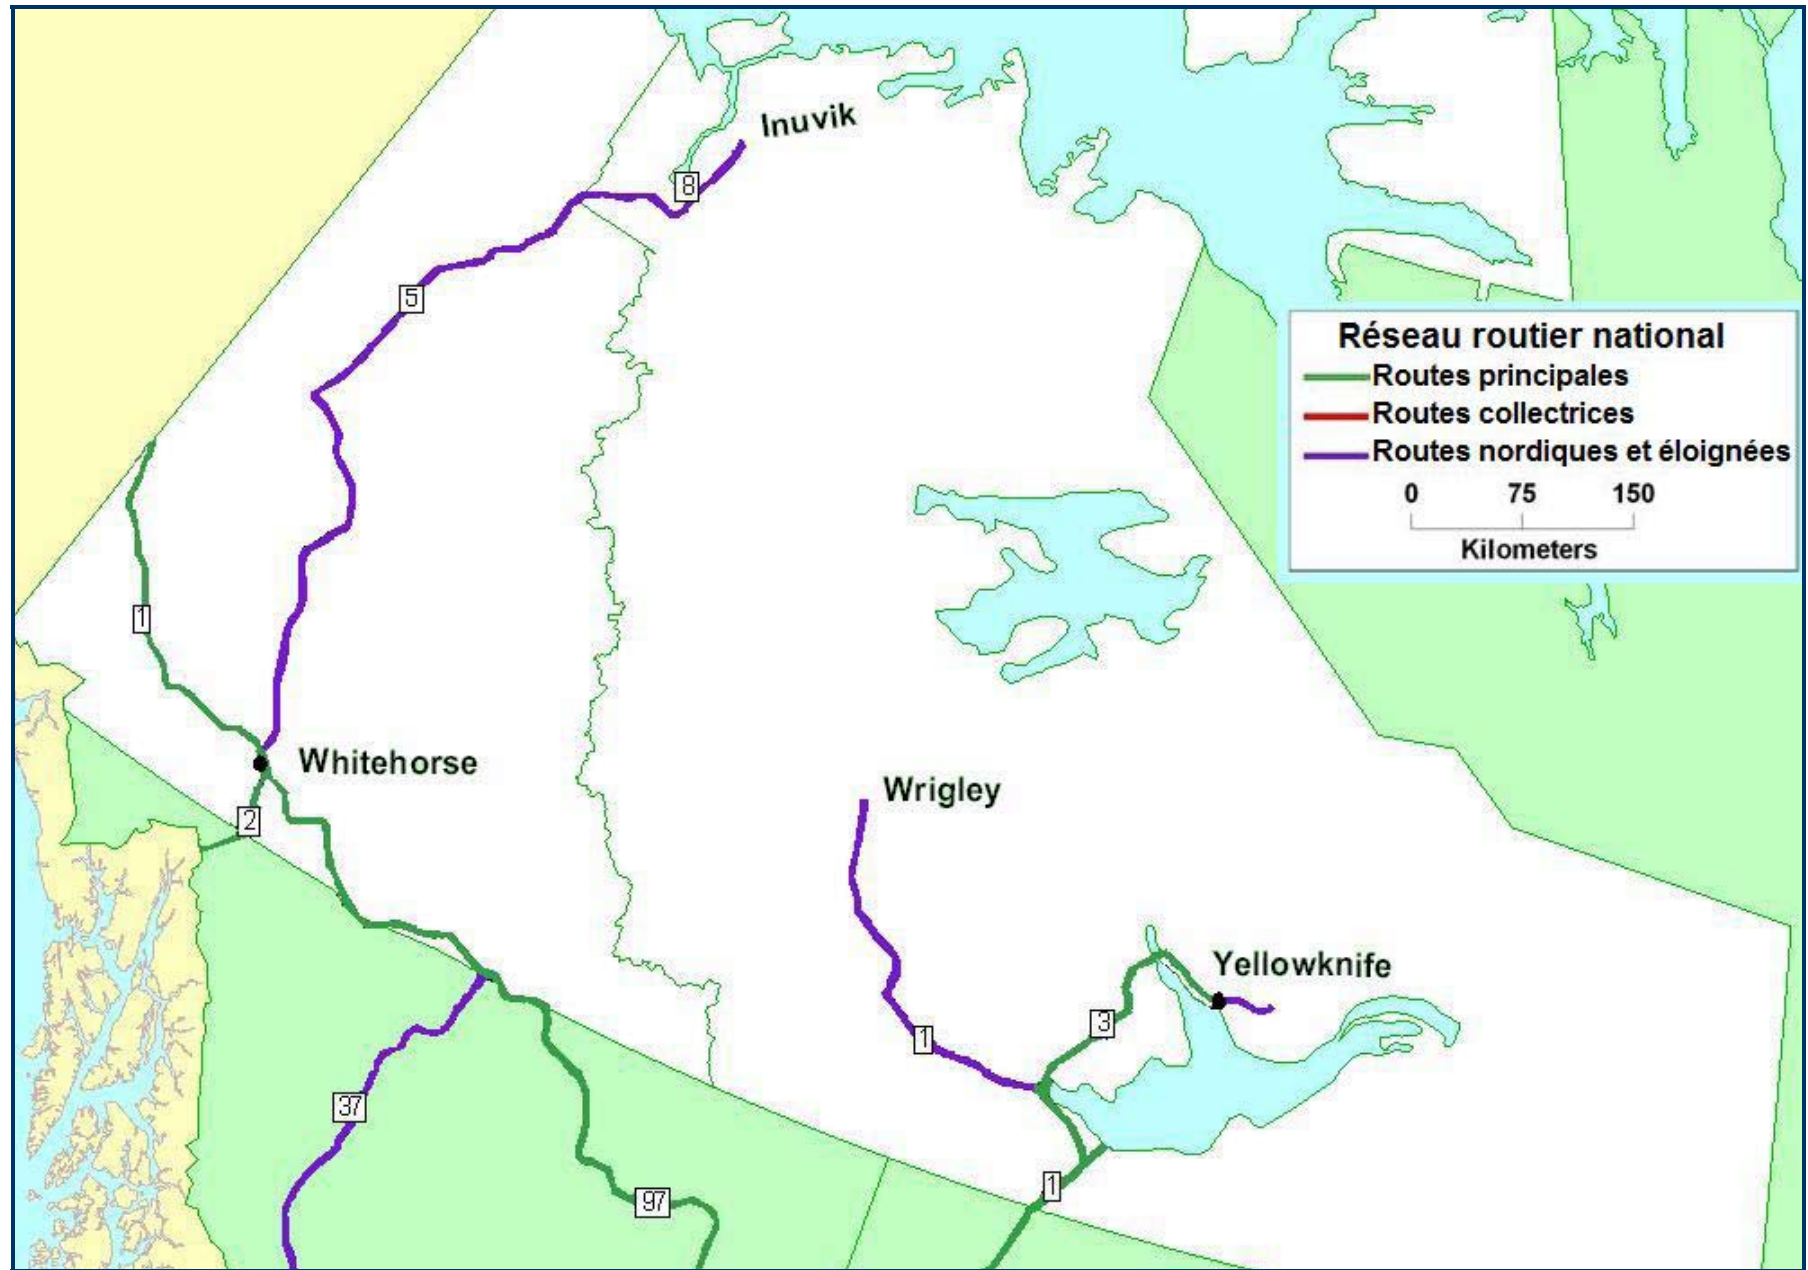 Inuvik
8
5
Réseau routier national
Routes principales
Routes collectrices
Routes nordiques et éloignées
0 75 150
Kilometers
1
Whitehorse
Wrigley
2
Yellowknife
3
1
37
1
97